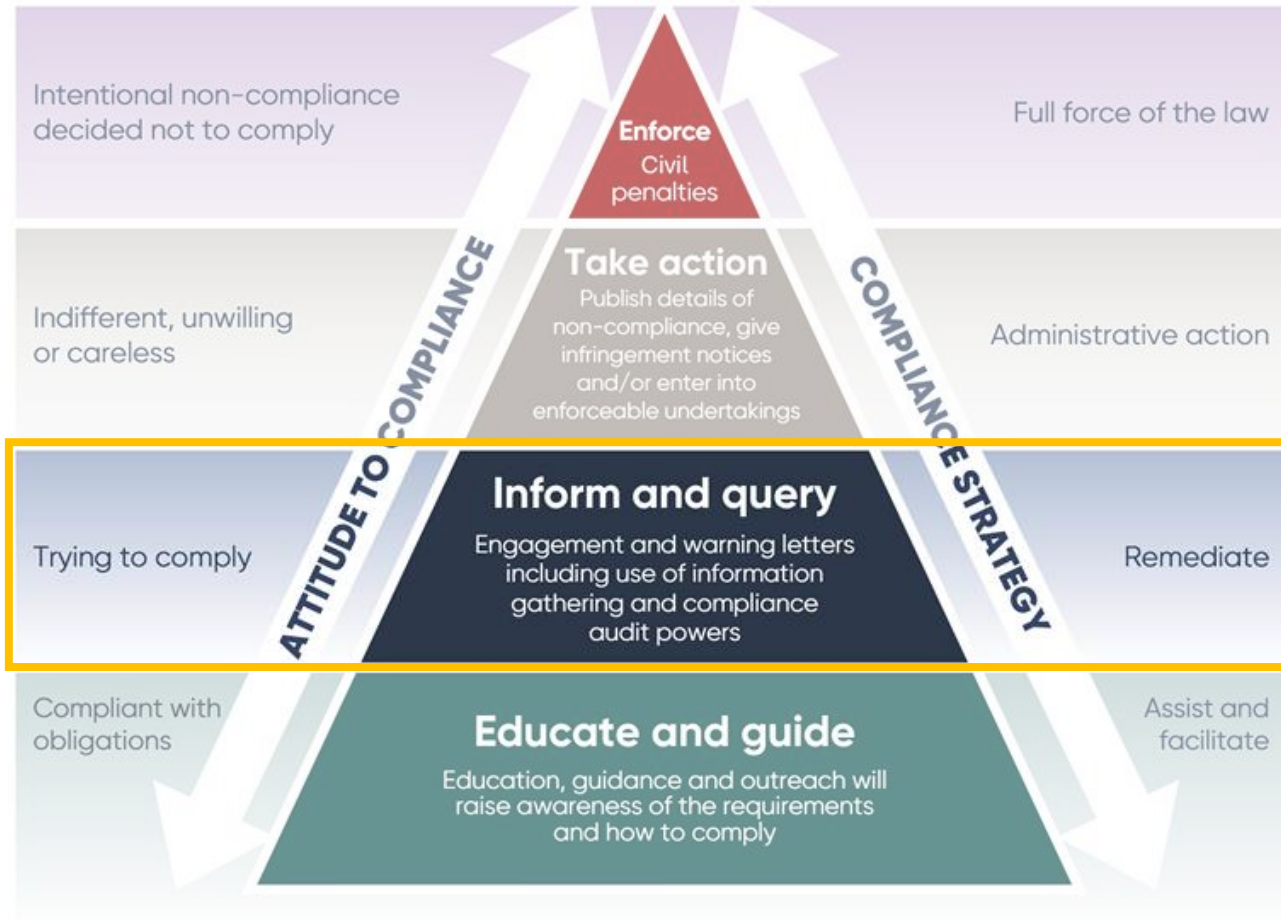 Intentional non-compliance
decided not to comply
Enforce
Civil
penalties
Full force of the law
Indifferent, unwilling
or careless
Take action
Publish details of
non-compliance, give
infringement notices
and/or enter into
enforceable undertakings
Administrative action
ATTITUDE TO COMPLIANCE
COMPLIANCE STRATEGY
Trying to comply
Inform and query
Engagement and warning letters
including use of information
gathering and compliance
audit powers
Remediate
Compliant with
obligations
Educate and guide
Education, guidance and outreach will
raise awareness of the requirements
and how to comply
Assist and
facilitate